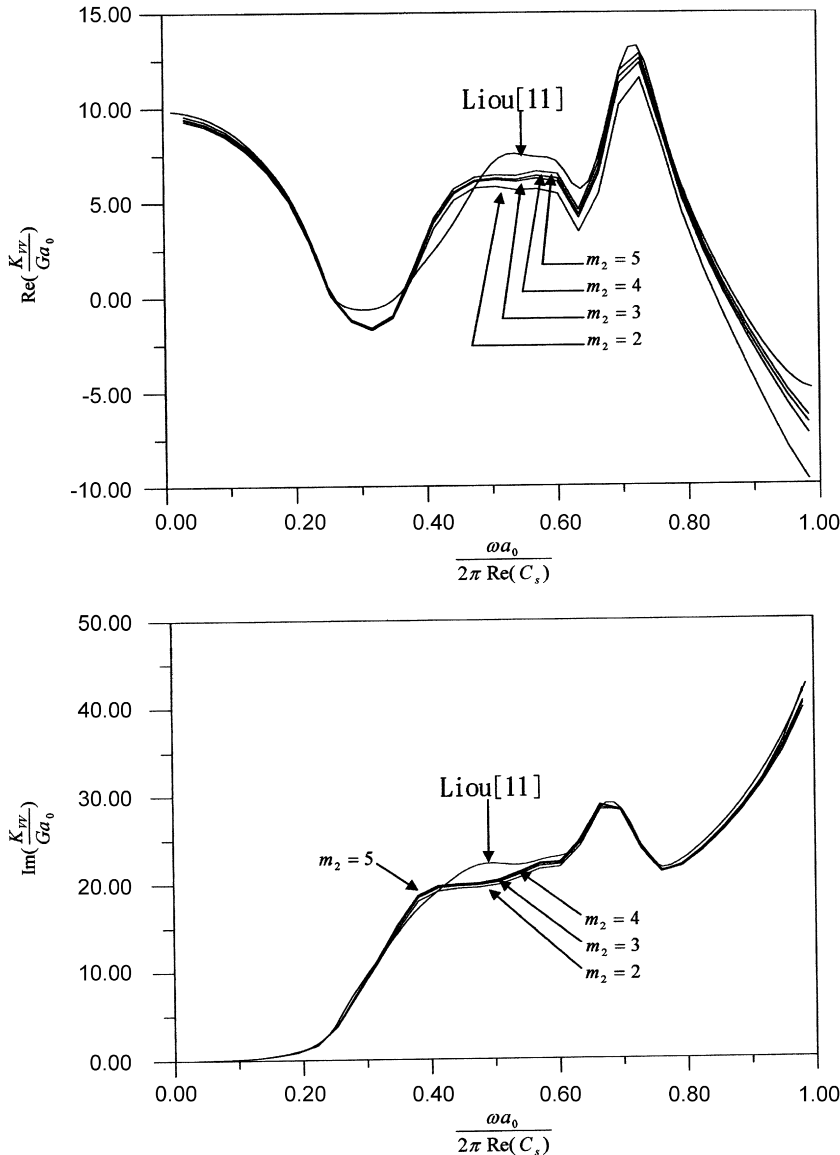 15.00
10.00
5.00
0.00
-5.00
-10.00
Re(K_vv/Ga_0)
Liou[11]
m_2 = 5
m_2 = 4
m_2 = 3
m_2 = 2
0.00 0.20 0.40 0.60 0.80 1.00
ωa_0
2π Re(C_s)
50.00
40.00
30.00
20.00
10.00
0.00
Im(K_vv/Ga_0)
Liou[11]
m_2 = 5
m_2 = 4
m_2 = 3
m_2 = 2
0.00 0.20 0.40 0.60 0.80 1.00
ωa_0
2π Re(C_s)